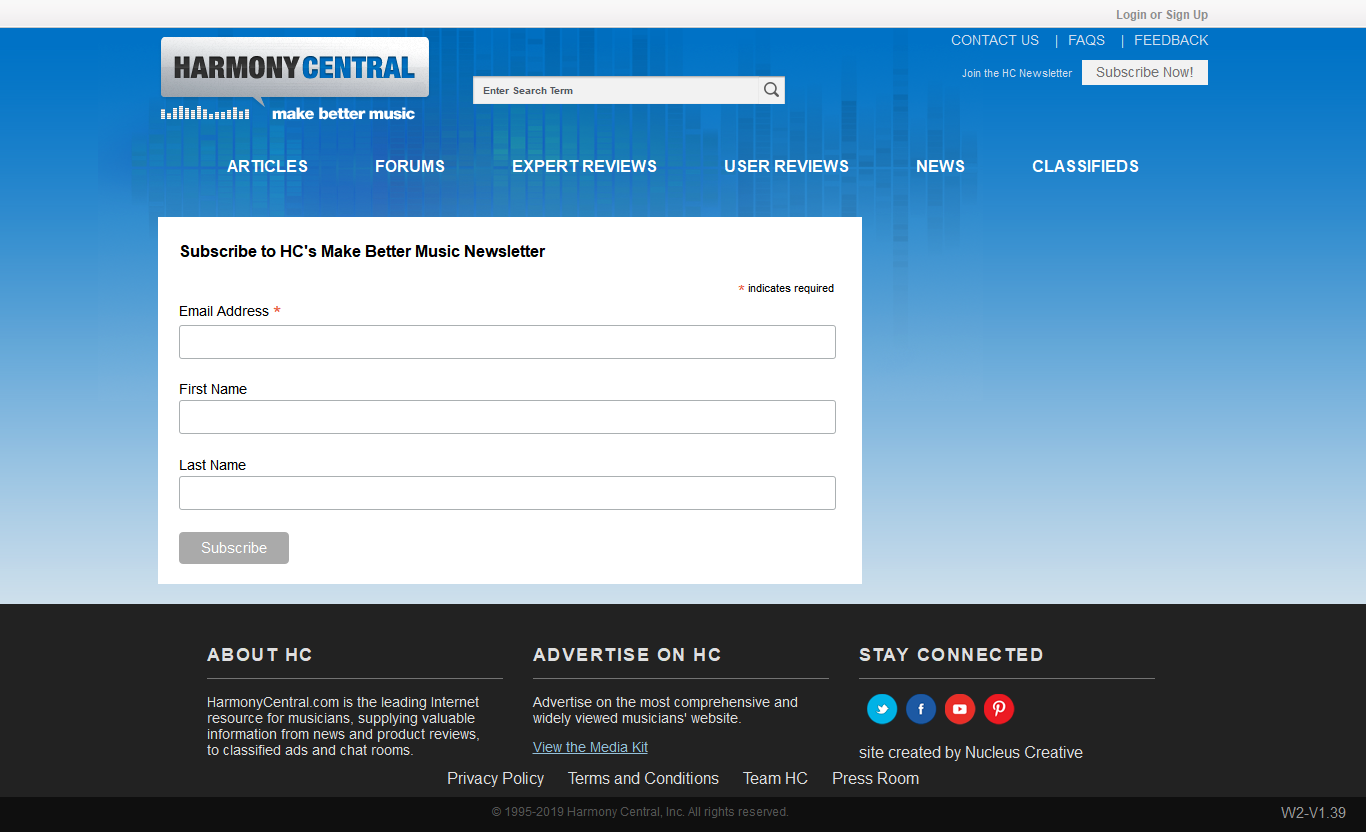 Login or Sign Up
CONTACT US | FAQS | FEEDBACK
HARMONY CENTRAL
make better music
Enter Search Term
Join the HC Newsletter
Subscribe Now!
ARTICLES FORUMS EXPERT REVIEWS USER REVIEWS NEWS CLASSIFIEDS
Subscribe to HC's Make Better Music Newsletter
* indicates required
Email Address *
First Name
Last Name
Subscribe
ABOUT HC
HarmonyCentral.com is the leading Internet
resource for musicians, supplying valuable
information from news and product reviews,
to classified ads and chat rooms.
ADVERTISE ON HC
Advertise on the most comprehensive and
widely viewed musicians' website.
View the Media Kit
STAY CONNECTED
site created by Nucleus Creative
Privacy Policy Terms and Conditions Team HC Press Room
© 1995-2019 Harmony Central, Inc. All rights reserved.
W2-V1.39